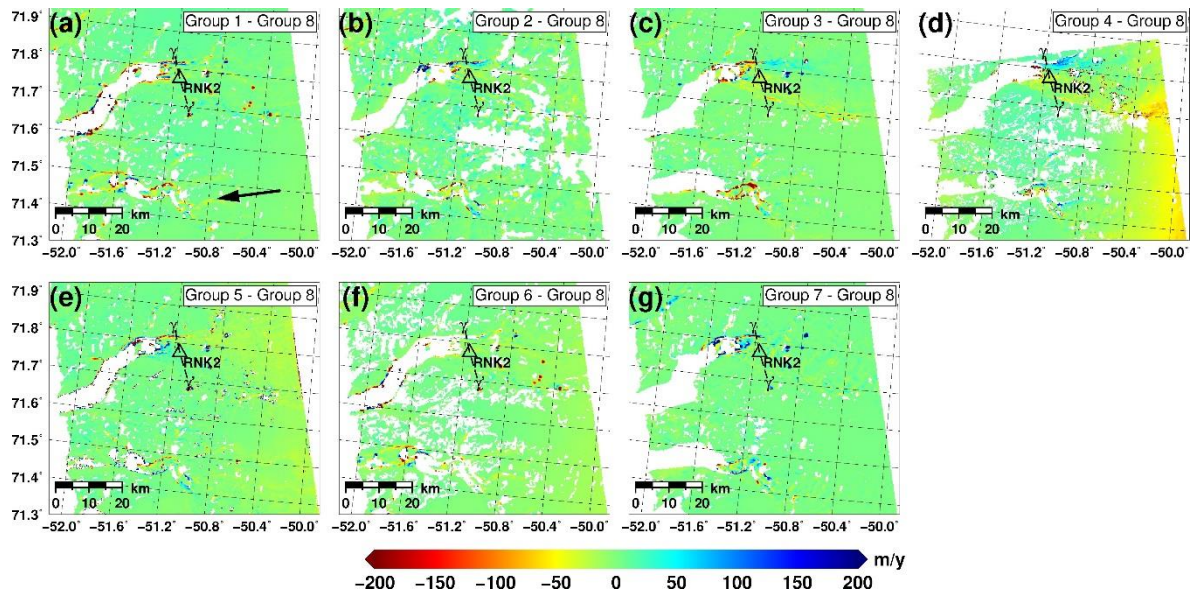 (a) Group 1 - Group 8
(b) Group 2 - Group 8
(c) Group 3 - Group 8
(d) Group 4 - Group 8
71.9˚
71.8˚
71.7˚
71.6˚
71.5˚
71.4˚
71.3˚
γ RNK2 γ'
γ RNK2 γ'
γ RNK2 γ'
γ RNK2 γ'
km
0 10 20
km
0 10 20
km
0 10 20
km
0 10 20
−52.0˚ −51.6˚ −51.2˚ −50.8˚ −50.4˚ −50.0˚
−52.0˚ −51.6˚ −51.2˚ −50.8˚ −50.4˚ −50.0˚
−52.0˚ −51.6˚ −51.2˚ −50.8˚ −50.4˚ −50.0˚
−52.0˚ −51.6˚ −51.2˚ −50.8˚ −50.4˚ −50.0˚
(e) Group 5 - Group 8
(f) Group 6 - Group 8
(g) Group 7 - Group 8
71.9˚
71.8˚
71.7˚
71.6˚
71.5˚
71.4˚
71.3˚
γ RNK2 γ'
γ RNK2 γ'
γ RNK2 γ'
km
0 10 20
km
0 10 20
km
0 10 20
−52.0˚ −51.6˚ −51.2˚ −50.8˚ −50.4˚ −50.0˚
−52.0˚ −51.6˚ −51.2˚ −50.8˚ −50.4˚ −50.0˚
−52.0˚ −51.6˚ −51.2˚ −50.8˚ −50.4˚ −50.0˚
m/y
−200 −150 −100 −50 0 50 100 150 200